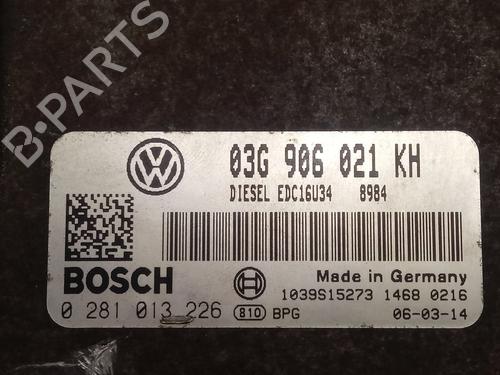 B-PARTS
VW
03G 906 021 KH
DIESEL EDC16U34 8984
BOSCH
Made in Germany
1039S15273 1468 0216
0 281 013 226
810 BPG
06-03-14